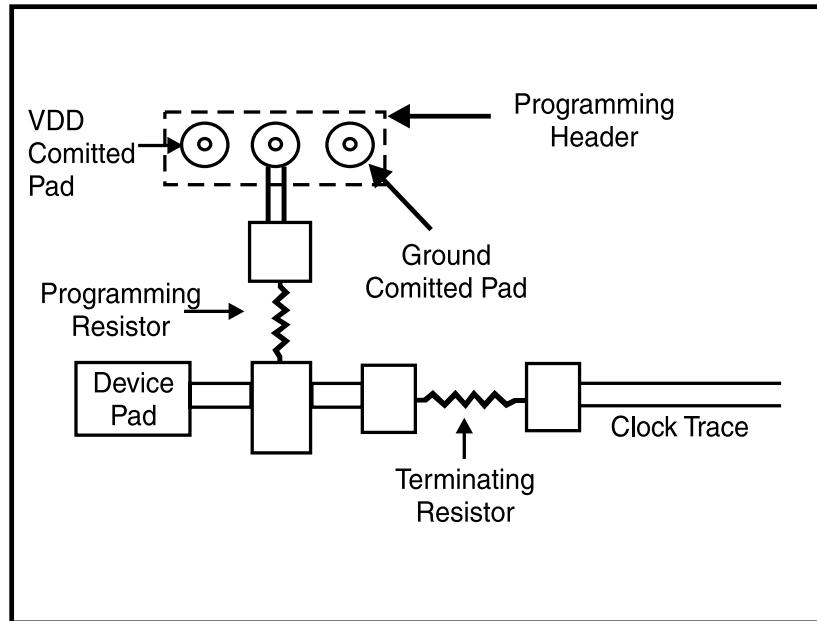 VDD
Comitted
Pad
Programming
Header
Ground
Comitted Pad
Programming
Resistor
Device
Pad
Clock Trace
Terminating
Resistor